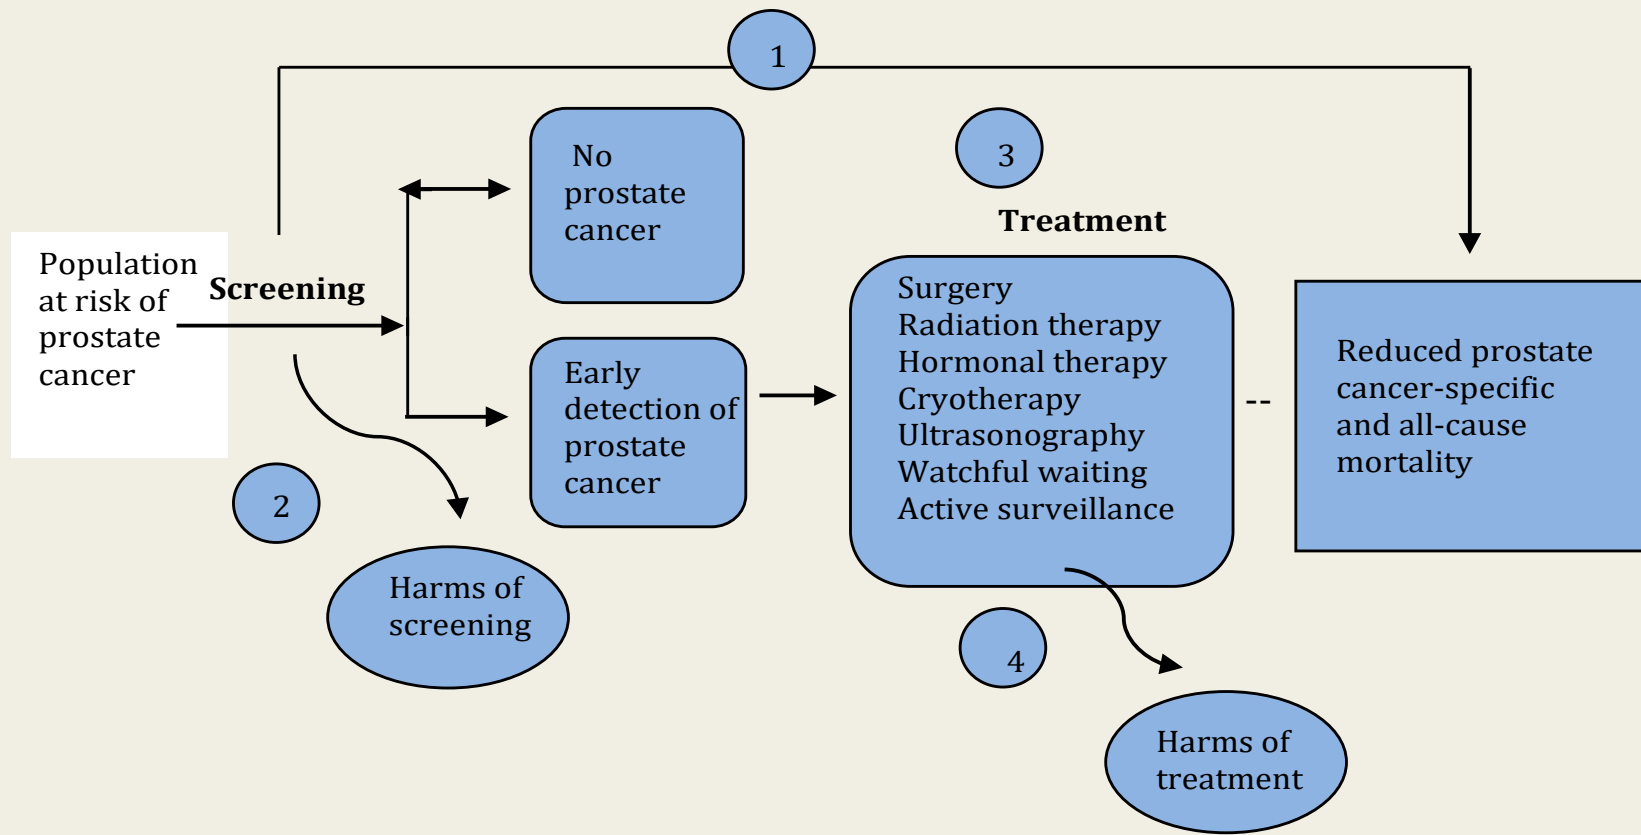 1
No
prostate
cancer
3
Treatment
Population
at risk of
prostate
cancer
Screening
Early
detection of
prostate
cancer
Surgery
Radiation therapy
Hormonal therapy
Cryotherapy
Ultrasonography
Watchful waiting
Active surveillance
--
Reduced prostate
cancer-specific
and all-cause
mortality
2
Harms of
screening
4
Harms of
treatment